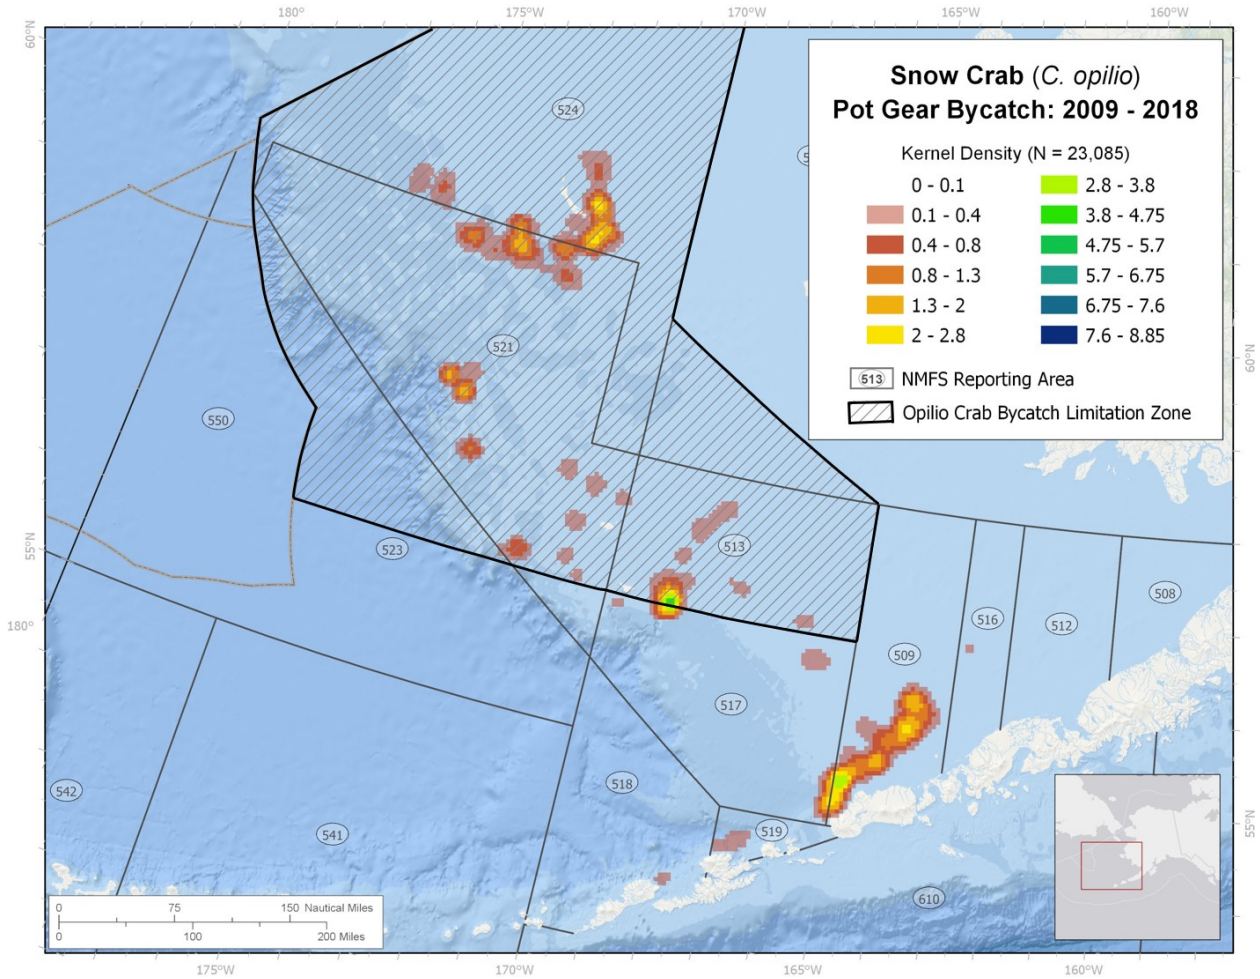 180°
175°W
170°W
165°W
160°W
60°N
Snow Crab (C. opilio)
Pot Gear Bycatch: 2009 - 2018
Kernel Density (N = 23,085)
0 - 0.1
2.8 - 3.8
0.1 - 0.4
3.8 - 4.75
0.4 - 0.8
4.75 - 5.7
0.8 - 1.3
5.7 - 6.75
1.3 - 2
6.75 - 7.6
2 - 2.8
7.6 - 8.85
513
NMFS Reporting Area
Opilio Crab Bycatch Limitation Zone
524
521
60°N
550
523
513
55°N
508
516
512
180°
509
517
518
542
541
519
55°N
610
0
75
150 Nautical Miles
0
100
200 Miles
175°W
170°W
165°W
160°W